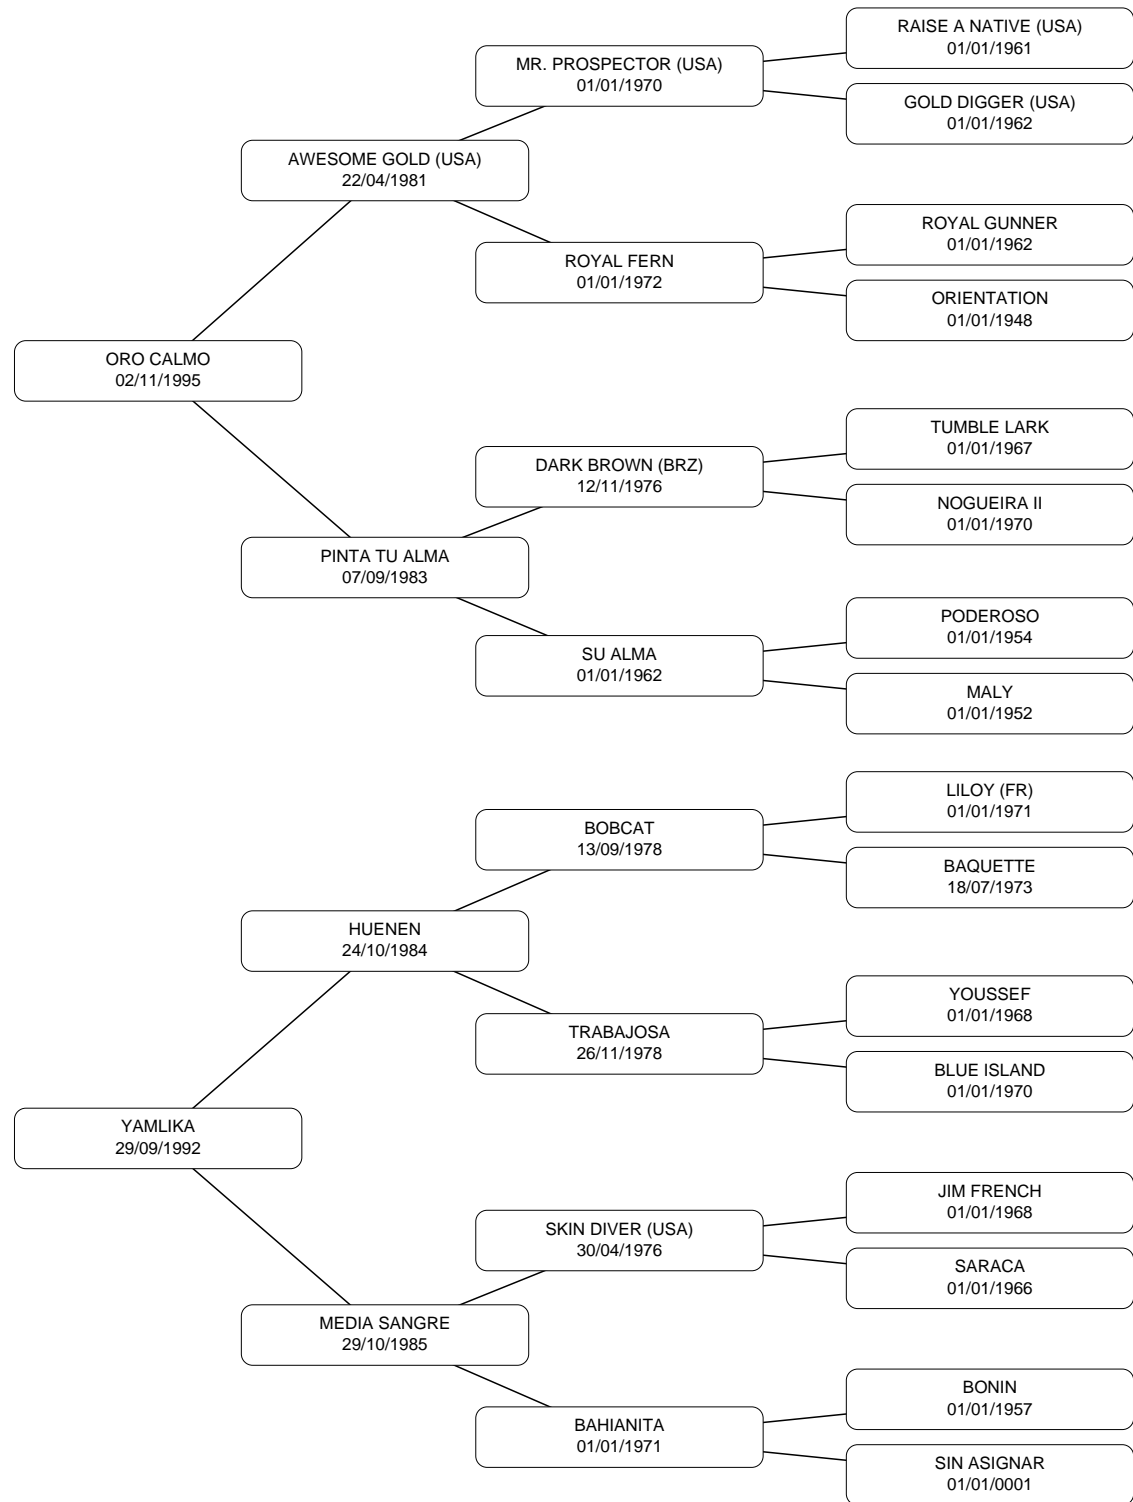 RAISE A NATIVE (USA)
01/01/1961
MR. PROSPECTOR (USA)
01/01/1970
GOLD DIGGER (USA)
01/01/1962
AWESOME GOLD (USA)
22/04/1981
ROYAL GUNNER
01/01/1962
ROYAL FERN
01/01/1972
ORIENTATION
01/01/1948
ORO CALMO
02/11/1995
TUMBLE LARK
01/01/1967
DARK BROWN (BRZ)
12/11/1976
NOGUEIRA II
01/01/1970
PINTA TU ALMA
07/09/1983
PODEROSO
01/01/1954
SU ALMA
01/01/1962
MALY
01/01/1952
LILOY (FR)
01/01/1971
BOBCAT
13/09/1978
BAQUETTE
18/07/1973
HUENEN
24/10/1984
YOUSSEF
01/01/1968
TRABAJOSA
26/11/1978
BLUE ISLAND
01/01/1970
YAMLIKA
29/09/1992
JIM FRENCH
01/01/1968
SKIN DIVER (USA)
30/04/1976
SARACA
01/01/1966
MEDIA SANGRE
29/10/1985
BONIN
01/01/1957
BAHIANITA
01/01/1971
SIN ASIGNAR
01/01/0001